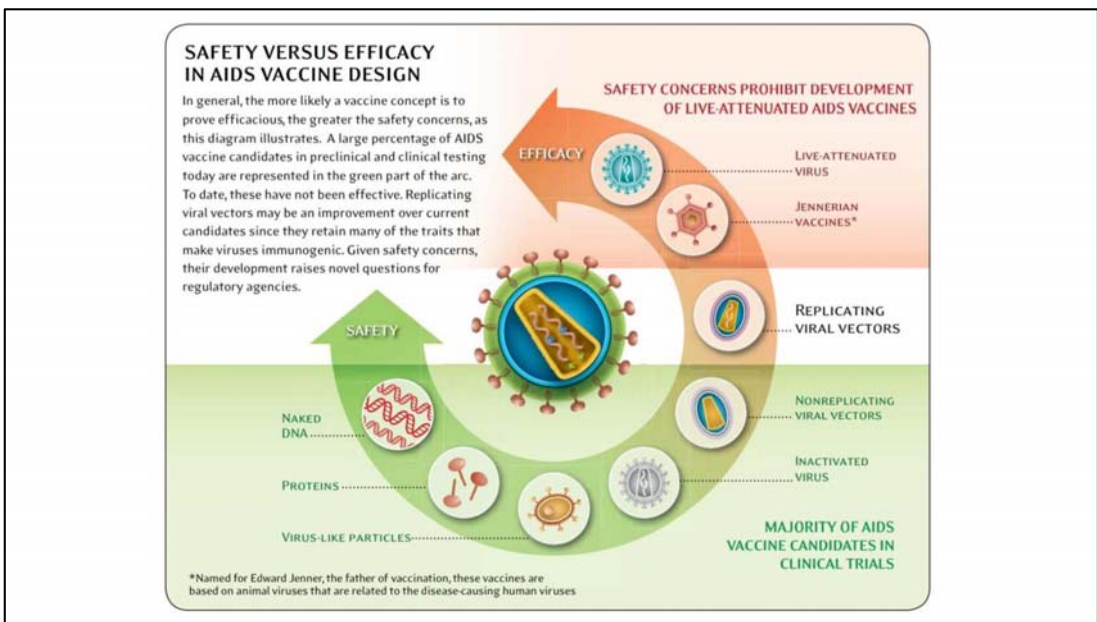 SAFETY VERSUS EFFICACY
IN AIDS VACCINE DESIGN
In general, the more likely a vaccine concept is to
prove efficacious, the greater the safety concerns, as
this diagram illustrates. A large percentage of AIDS
vaccine candidates in preclinical and clinical testing
today are represented in the green part of the arc.
To date, these have not been effective. Replicating
viral vectors may be an improvement over current
candidates since they retain many of the traits that
make viruses immunogenic. Given safety concerns,
their development raises novel questions for
regulatory agencies.
SAFETY CONCERNS PROHIBIT DEVELOPMENT
OF LIVE-ATTENUATED AIDS VACCINES
EFFICACY
LIVE-ATTENUATED
VIRUS
JENNERIAN
VACCINES*
REPLICATING
VIRAL VECTORS
SAFETY
NONREPLICATING
VIRAL VECTORS
NAKED
DNA
INACTIVATED
VIRUS
PROTEINS
VIRUS-LIKE PARTICLES
MAJORITY OF AIDS
VACCINE CANDIDATES IN
CLINICAL TRIALS
*Named for Edward Jenner, the father of vaccination, these vaccines are
based on animal viruses that are related to the disease-causing human viruses